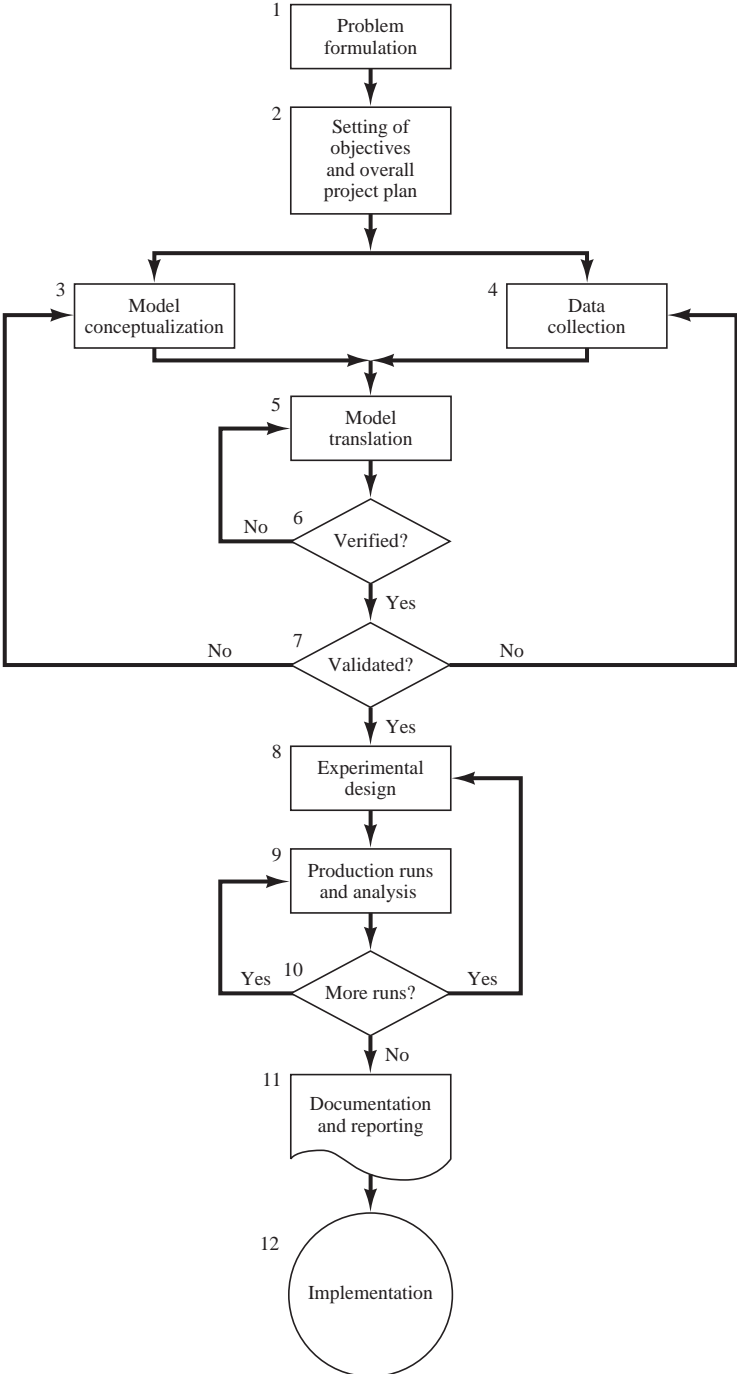 1
Problem
formulation
2
Setting of
objectives
and overall
project plan
3
Model
conceptualization
4
Data
collection
5
Model
translation
6
No
Verified?
Yes
7
No
Validated?
No
Yes
8
Experimental
design
9
Production runs
and analysis
10
Yes
More runs?
Yes
No
11
Documentation
and reporting
12
Implementation